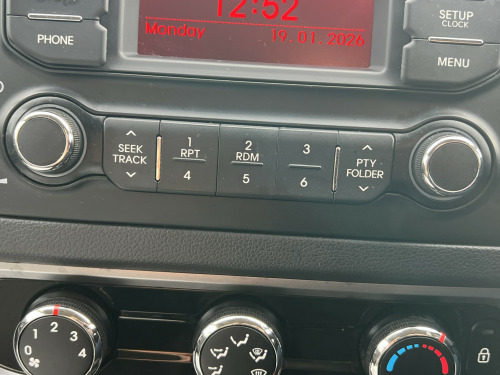 12:52
Monday 19.01.2026
PHONE
SETUP
CLOCK
MENU
SEEK
TRACK
1
RPT
4
2
RDM
5
3
6
PTY
FOLDER
0 1 2 3 4